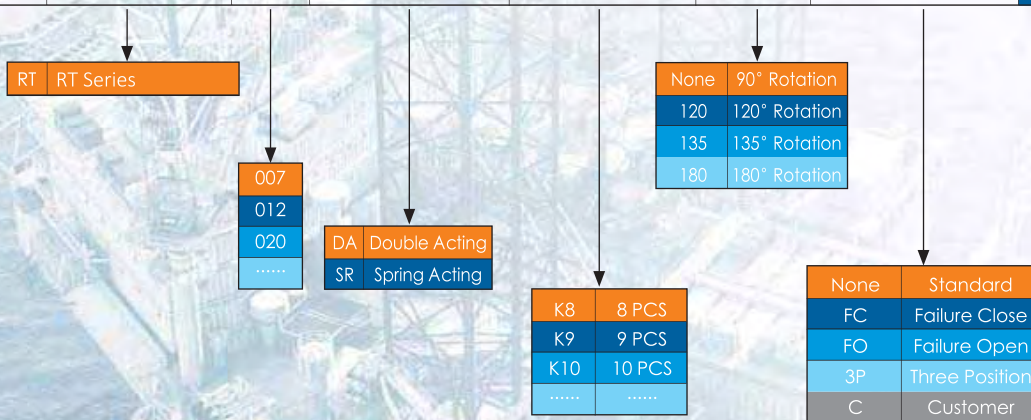 RT RT Series
007
012
020
......
DA Double Acting
SR Spring Acting
K8 8 PCS
K9 9 PCS
K10 10 PCS
...... ......
None 90° Rotation
120 120° Rotation
135 135° Rotation
180 180° Rotation
None Standard
FC Failure Close
FO Failure Open
3P Three Position
C Customer